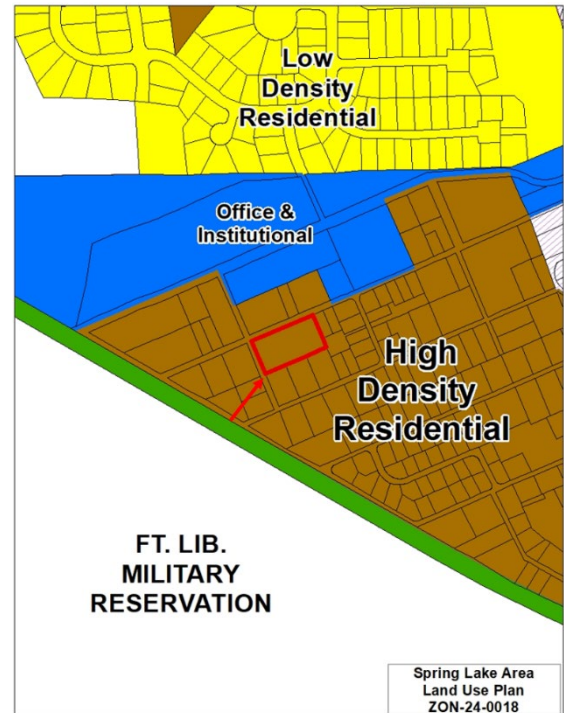 Low
Density
Residential
Office &
Institutional
High
Density
Residential
FT. LIB.
MILITARY
RESERVATION
Spring Lake Area
Land Use Plan
ZON-24-0018